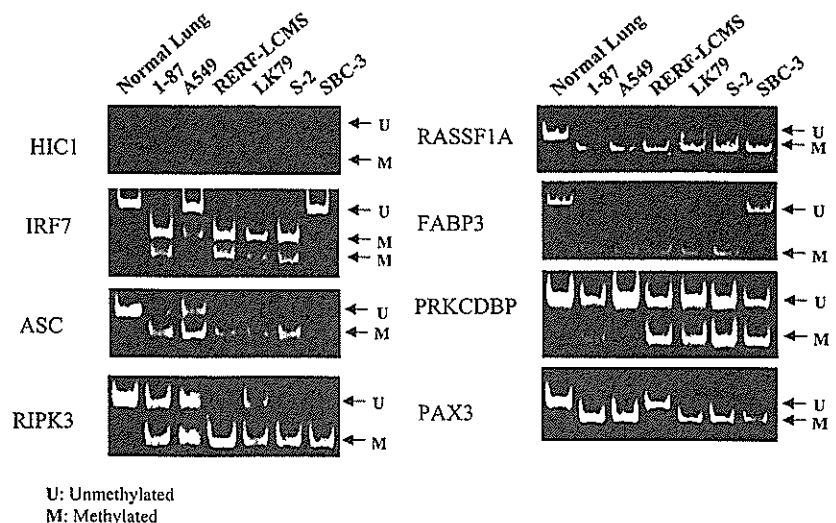 Normal Lung
1-87
A549
RERF-LCMS
LK79
S-2
SBC-3
HIC1
U
M
IRF7
U
M
M
ASC
U
M
RIPK3
U
M
Normal Lung
1-87
A549
RERF-LCMS
LK79
S-2
SBC-3
RASSF1A
U
M
FABP3
U
M
PRKCDBP
U
M
PAX3
U
M
U: Unmethylated
M: Methylated